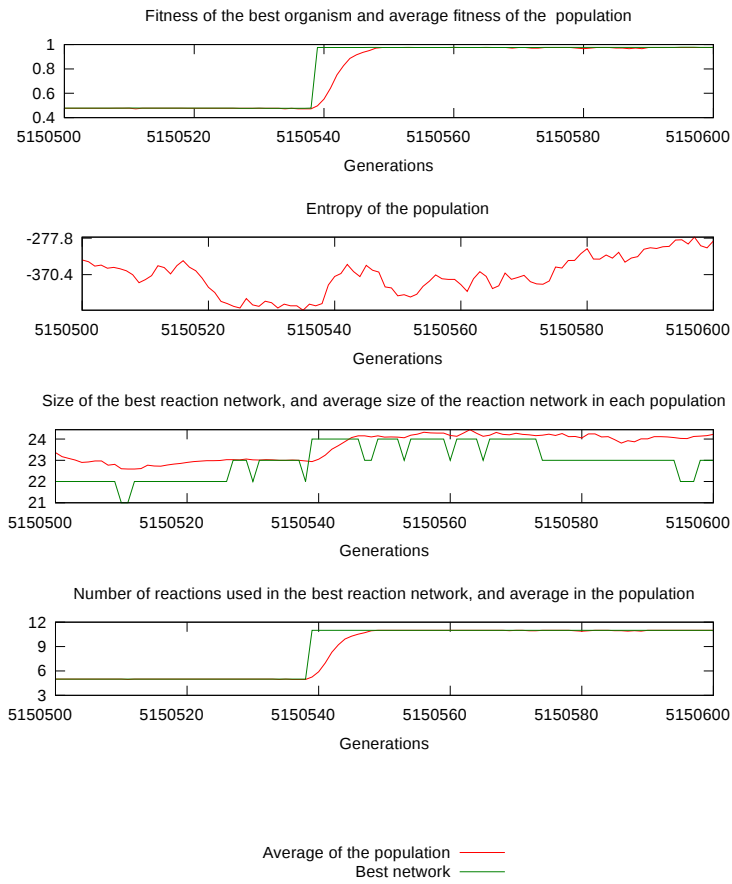 Fitness of the best organism and average fitness of the  population
1
0.8
0.6
0.4
5150500 5150520 5150540 5150560 5150580 5150600
Generations
Entropy of the population
-277.8
-370.4
5150500 5150520 5150540 5150560 5150580 5150600
Generations
Size of the best reaction network, and average size of the reaction network in each population
24
23
22
21
5150500 5150520 5150540 5150560 5150580 5150600
Generations
Number of reactions used in the best reaction network, and average in the population
12
9
6
3
5150500 5150520 5150540 5150560 5150580 5150600
Generations
Average of the population
Best network